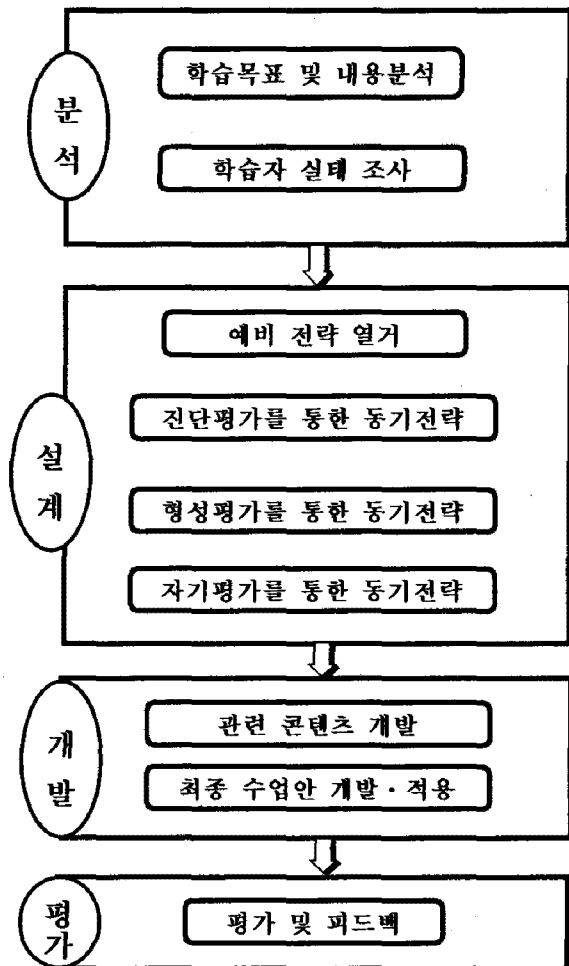 분석
학습목표 및 내용분석
학습자 실태 조사
설계
예비 전략 열거
진단평가를 통한 동기전략
형성평가를 통한 동기전략
자기평가를 통한 동기전략
개발
관련 콘텐츠 개발
최종 수업안 개발·적용
평가
평가 및 피드백